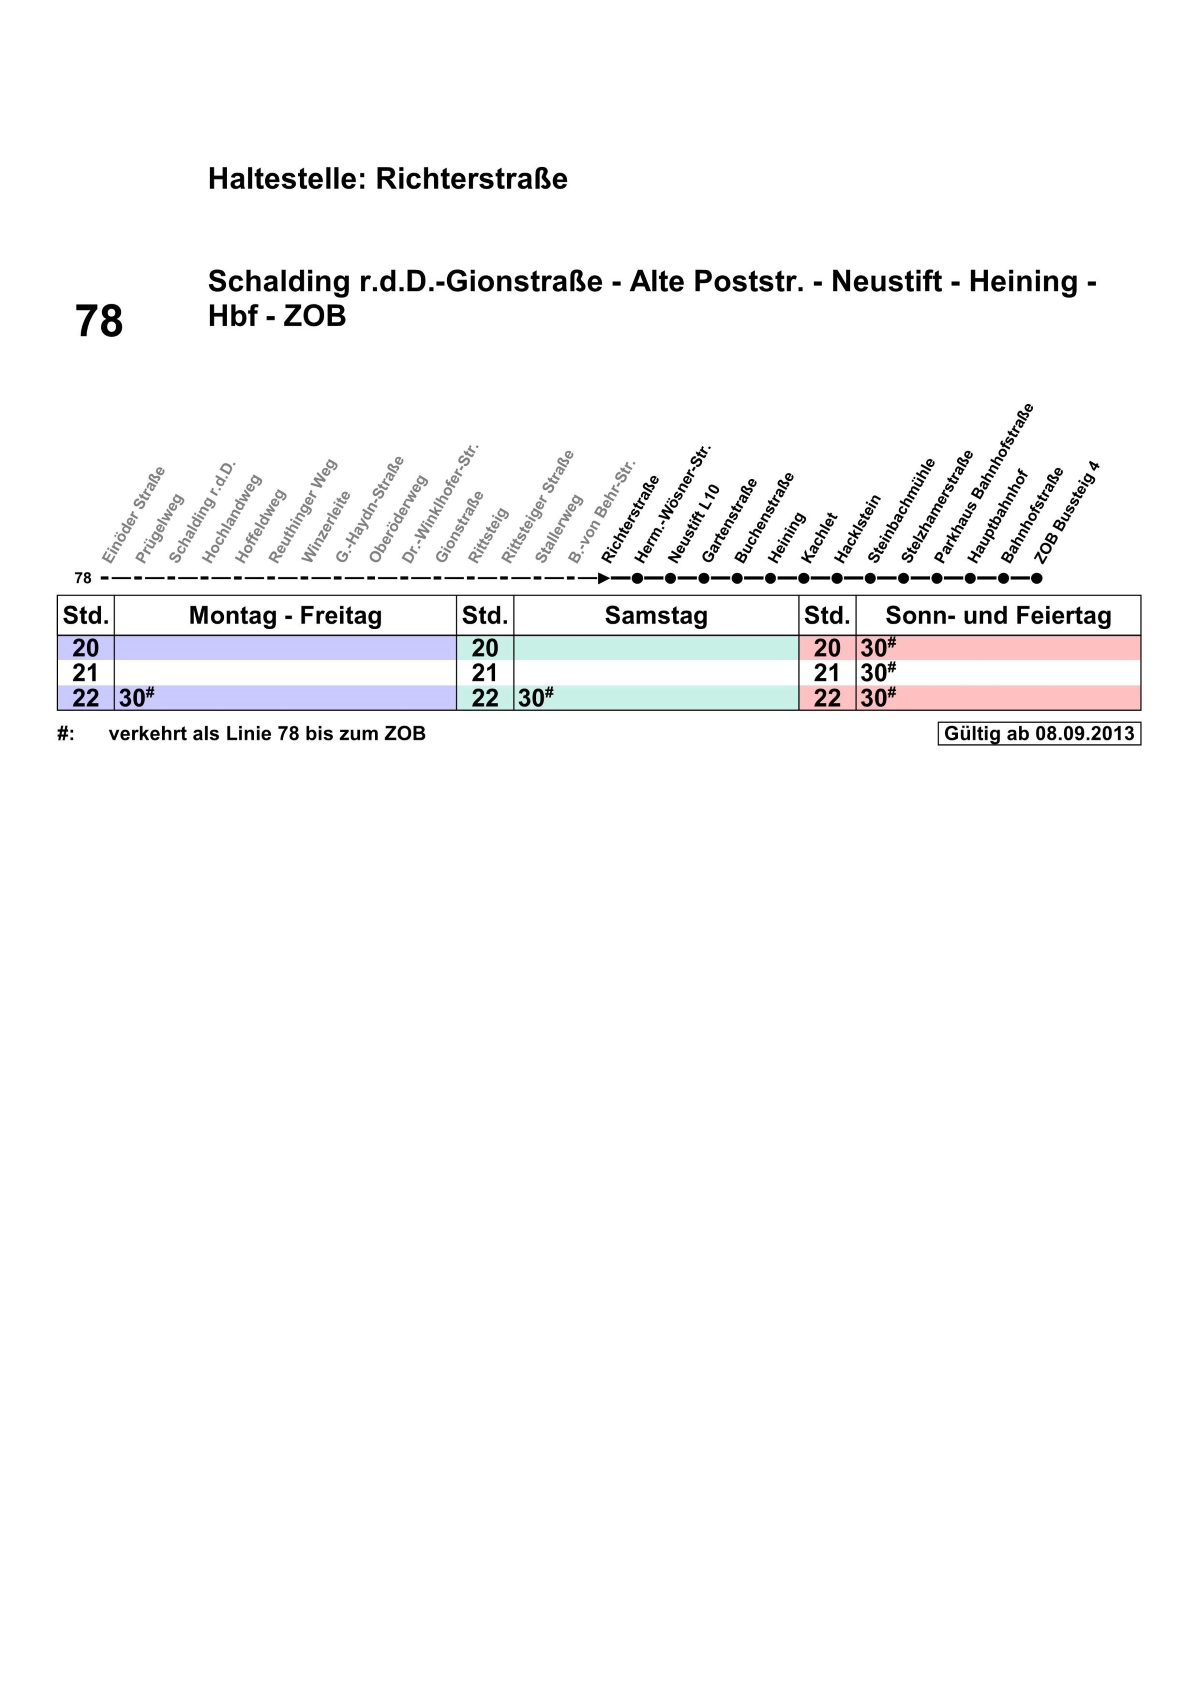 Haltestelle: Richterstraße
Schalding r.d.D.-Gionstraße - Alte Poststr. - Neustift - Heining -
78 Hbf - ZOB
Einöder Straße
Prügelweg
Schalding r.d.D.
Hochlandweg
Hoffeldweg
Reuthinger Weg
Winzerleite
G.-Haydn-Straße
Oberöderweg
Dr.-Winklhofer-Str.
Gionstraße
Rittsteig
Rittsteiger Straße
Stallerweg
B.-von Behr-Str.
Richterstraße
Herm.-Wösner-Str.
Neustift L10
Gartenstraße
Buchenstraße
Heining
Kachlet
Hacklstein
Steinbachmühle
Stelzhamerstraße
Parkhaus Bahnhofstraße
Hauptbahnhof
Bahnhofstraße
ZOB Bussteig 4
78
Std. Montag - Freitag Std. Samstag Std. Sonn- und Feiertag
20 20 20 30#
21 21 21 30#
22 30# 22 30# 22 30#
#: verkehrt als Linie 78 bis zum ZOB Gültig ab 08.09.2013